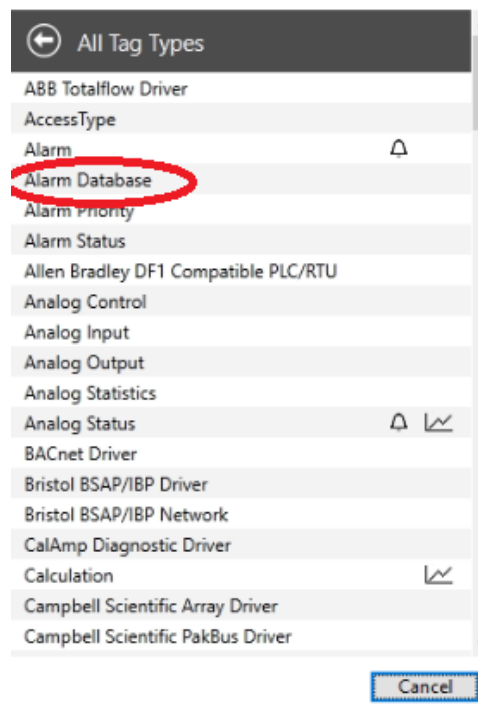 All Tag Types
ABB Totalflow Driver
AccessType
Alarm
Alarm Database
Alarm Priority
Alarm Status
Allen Bradley DF1 Compatible PLC/RTU
Analog Control
Analog Input
Analog Output
Analog Statistics
Analog Status
BACnet Driver
Bristol BSAP/IBP Driver
Bristol BSAP/IBP Network
CalAmp Diagnostic Driver
Calculation
Campbell Scientific Array Driver
Campbell Scientific PakBus Driver
Cancel